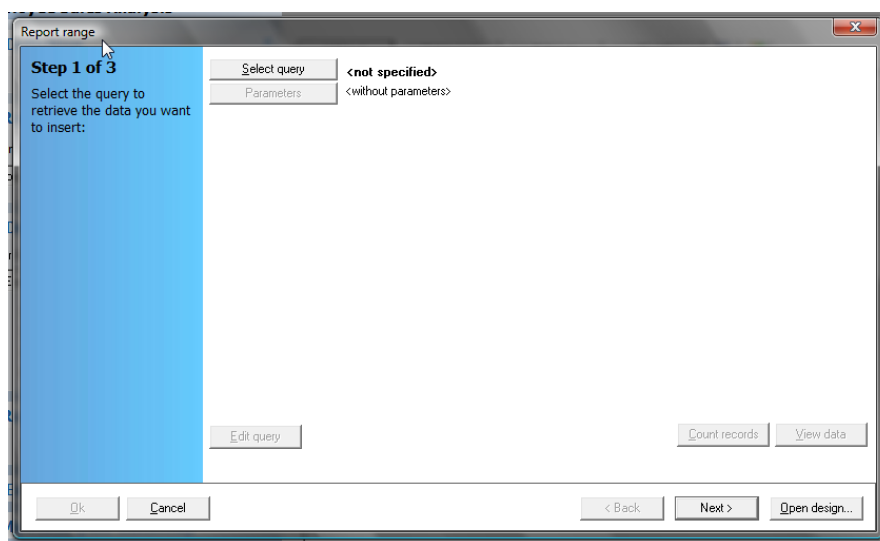 Report range
Step 1 of 3
Select the query to
retrieve the data you want
to insert:
Select query
<not specified>
Parameters
<without parameters>
Edit query
Count records
View data
Ok
Cancel
< Back
Next >
Open design...